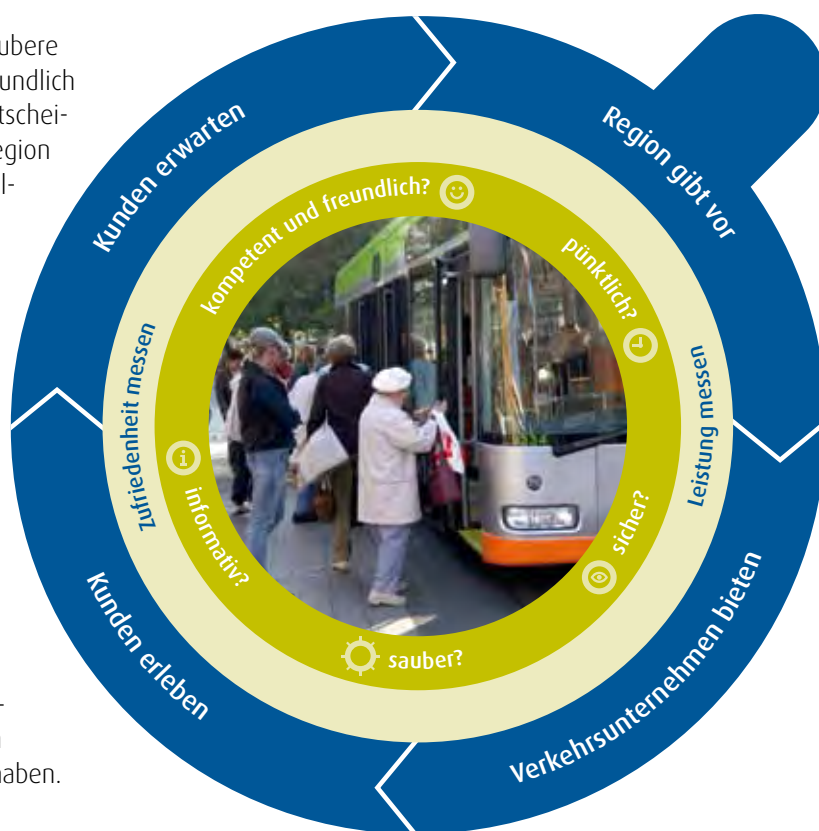 ubere
undlich
tschei-
egion
l-
-
haben.
Kunden erwarten
Region gibt vor
Verkehrsunternehmen bieten
Kunden erleben
Zufriedenheit messen
Leistung messen
kompetent und freundlich?
pünktlich?
sicher?
sauber?
informativ?